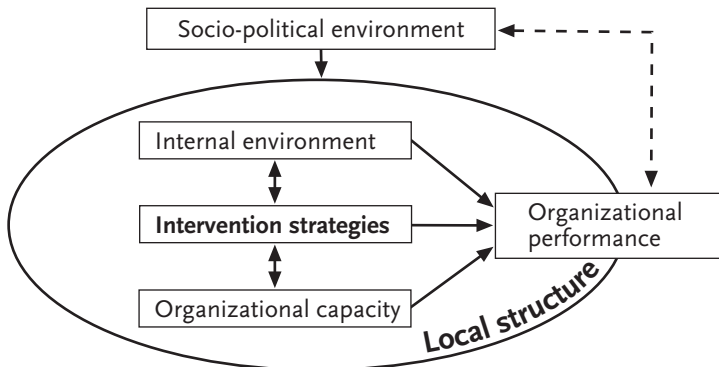 Socio-political environment
Internal environment
Intervention strategies
Organizational
performance
Organizational capacity
Local structure